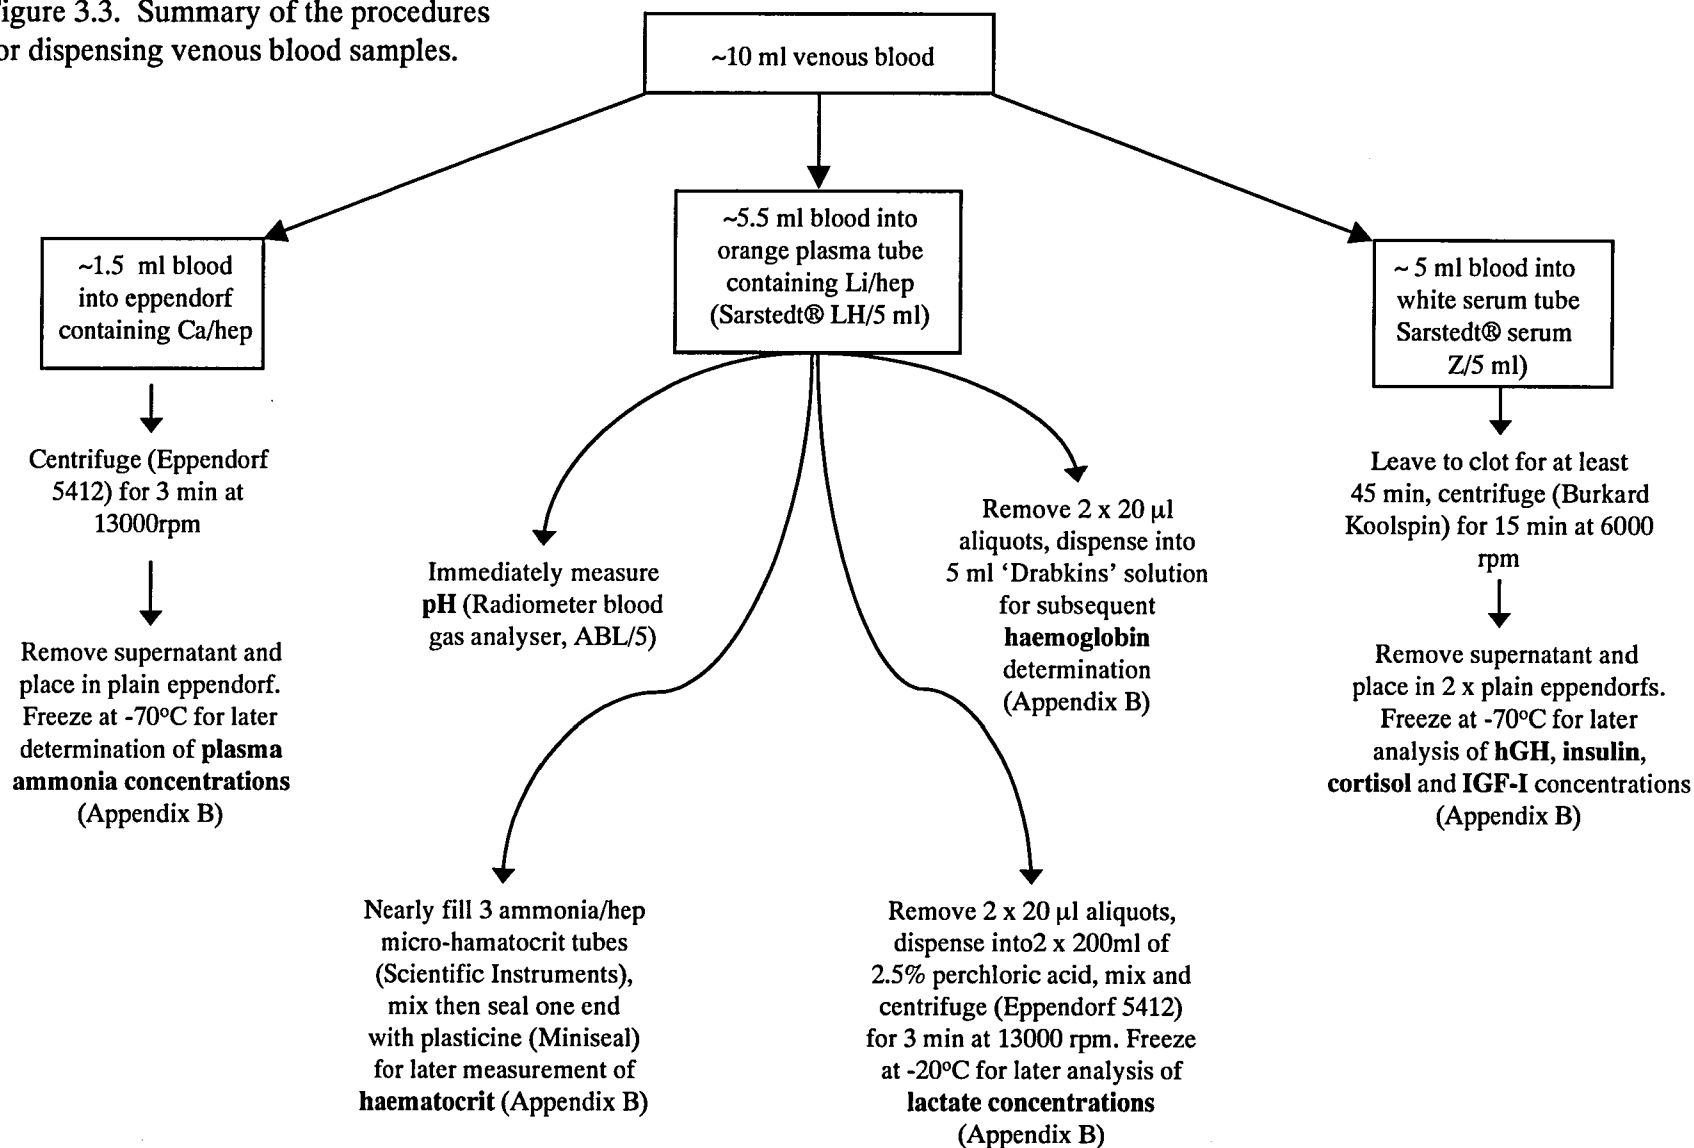 igure 3.3. Summary of the procedures
or dispensing venous blood samples.
~10 ml venous blood
~1.5 ml blood
into eppendorf
containing Ca/hep
Centrifuge (Eppendorf
5412) for 3 min at
13000rpm
Remove supernatant and
place in plain eppendorf.
Freeze at -70°C for later
determination of plasma
ammonia concentrations
(Appendix B)
~5.5 ml blood into
orange plasma tube
containing Li/hep
(Sarstedt® LH/5 ml)
Immediately measure
pH (Radiometer blood
gas analyser, ABL/5)
Nearly fill 3 ammonia/hep
micro-hamatocrit tubes
(Scientific Instruments),
mix then seal one end
with plasticine (Miniseal)
for later measurement of
haematocrit (Appendix B)
Remove 2 x 20 µl aliquots,
dispense into2 x 200ml of
2.5% perchloric acid, mix and
centrifuge (Eppendorf 5412)
for 3 min at 13000 rpm. Freeze
at -20°C for later analysis of
lactate concentrations
(Appendix B)
Remove 2 x 20 µl
aliquots, dispense into
5 ml ‘Drabkins’ solution
for subsequent
haemoglobin
determination
(Appendix B)
~ 5 ml blood into
white serum tube
Sarstedt® serum
Z/5 ml)
Leave to clot for at least
45 min, centrifuge (Burkard
Koolspin) for 15 min at 6000
rpm
Remove supernatant and
place in 2 x plain eppendorfs.
Freeze at -70°C for later
analysis of hGH, insulin,
cortisol and IGF-I concentrations
(Appendix B)